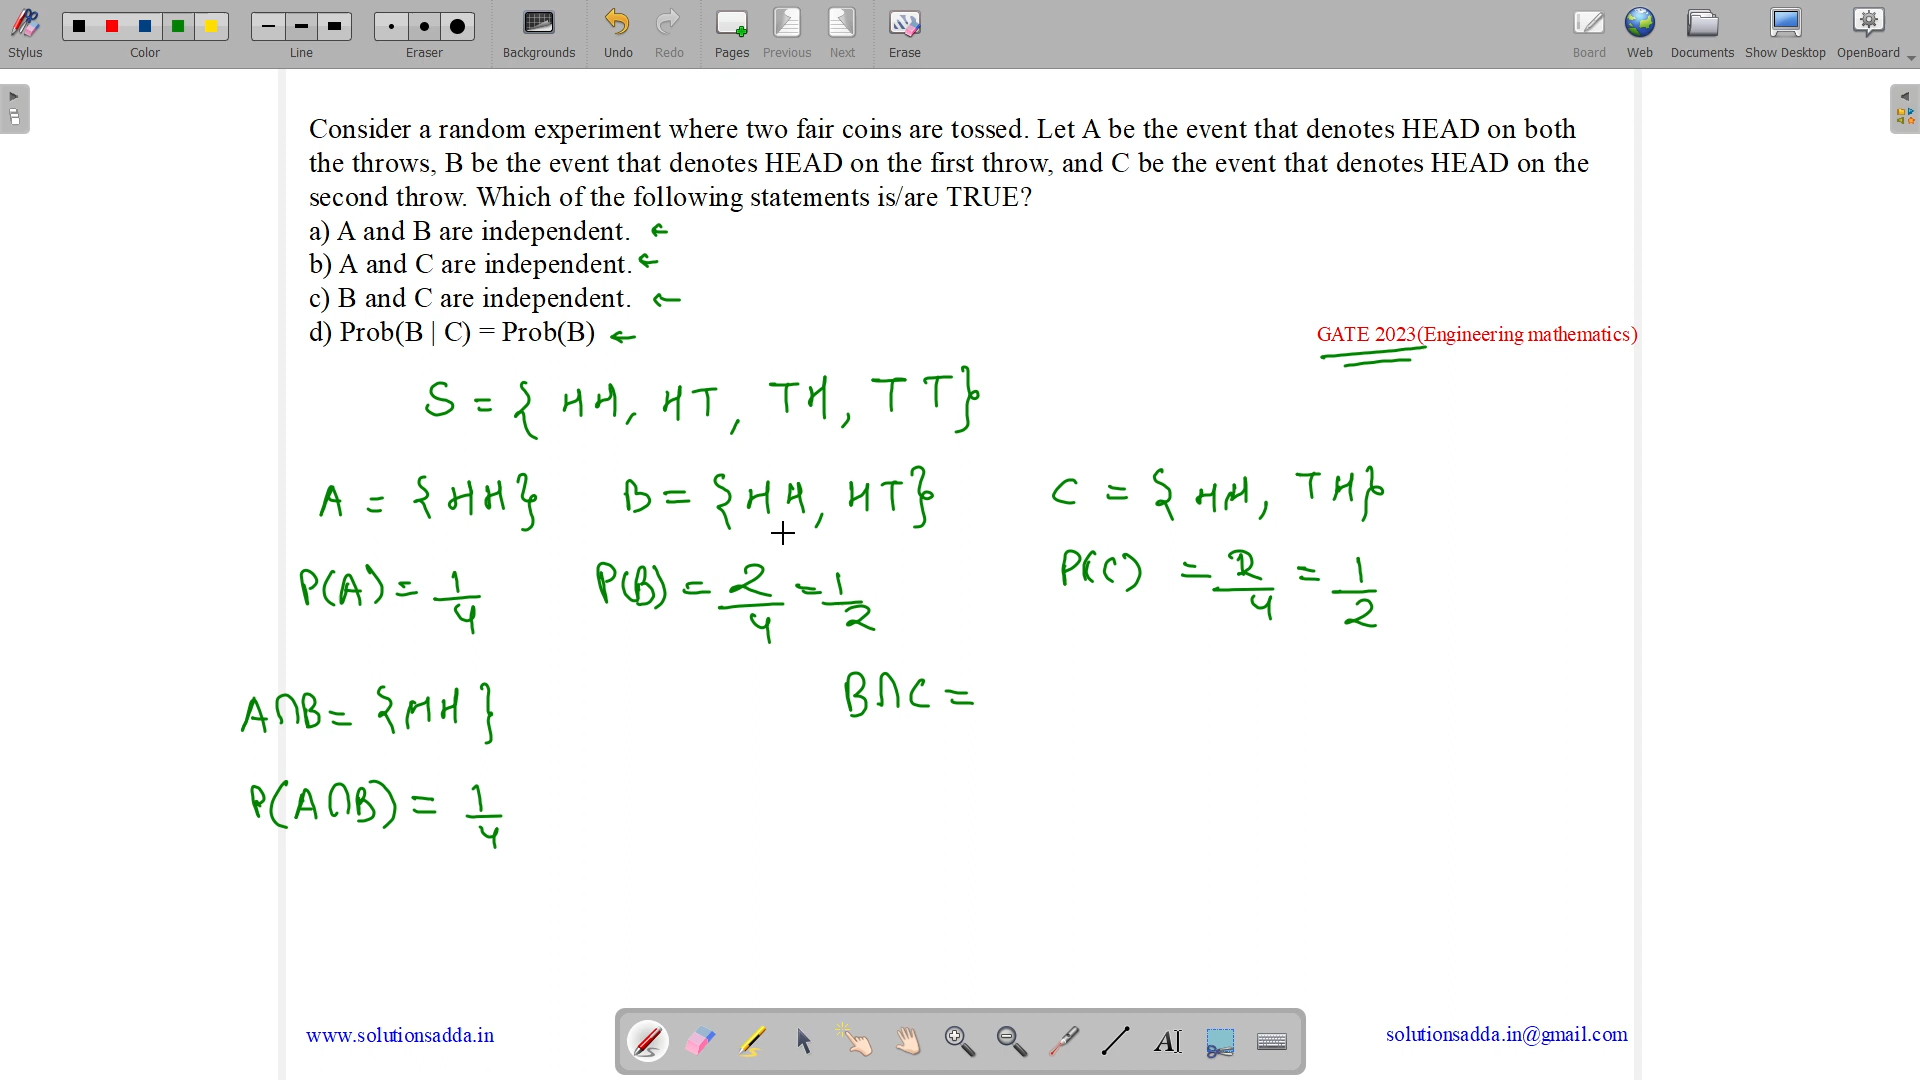 Stylus Color Line Eraser Backgrounds Undo Redo Pages Previous Next Erase Board Web Documents Show Desktop OpenBoard
Consider a random experiment where two fair coins are tossed. Let A be the event that denotes HEAD on both
the throws, B be the event that denotes HEAD on the first throw, and C be the event that denotes HEAD on the
second throw. Which of the following statements is/are TRUE?
a) A and B are independent. ←
b) A and C are independent. ←
c) B and C are independent. ←
d) Prob(B | C) = Prob(B) ←
GATE 2023(Engineering mathematics)
S = { HH, HT, TH, TT}
A = {HH} B = {HH, HT} C = {HH, TH}
P(A) = 1/4 P(B) = 2/4 = 1/2 P(C) = 2/4 = 1/2
A∩B = {HH} B∩C =
P(A∩B) = 1/4
www.solutionsadda.in solutionsadda.in@gmail.com